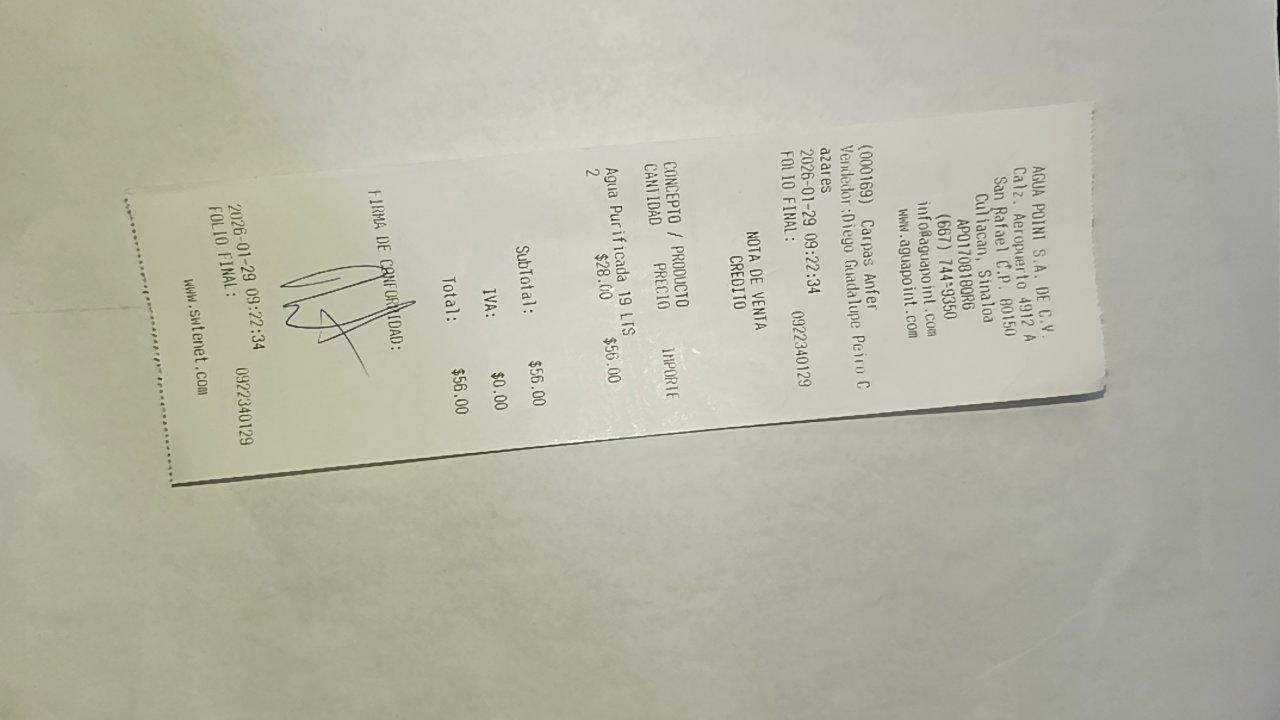 AGUA POINT S.A. DE C.V.
Calz. Aeropuerto 4912 A
San Rafael C.P. 80150
Culiacan, Sinaloa
APO170818QR6
(667) 744*9350
info@aguapoint.com
www.aguapoint.com
(000169) Carpas Anfer
Vendedor:Diego Guadalupe Peiro C
azares
2026-01-29 09:22:34
FOLIO FINAL: 0922340129
NOTA DE VENTA
CREDITO
CONCEPTO / PRODUCTO
CANTIDAD PRECIO IMPORTE
Agua Purificada 19 LTS
2 $28.00 $56.00
SubTotal: $56.00
IVA: $0.00
Total: $56.00
FIRMA DE CONFORMIDAD:
2026-01-29 09:22:34
FOLIO FINAL: 0922340129
www.swtenet.com